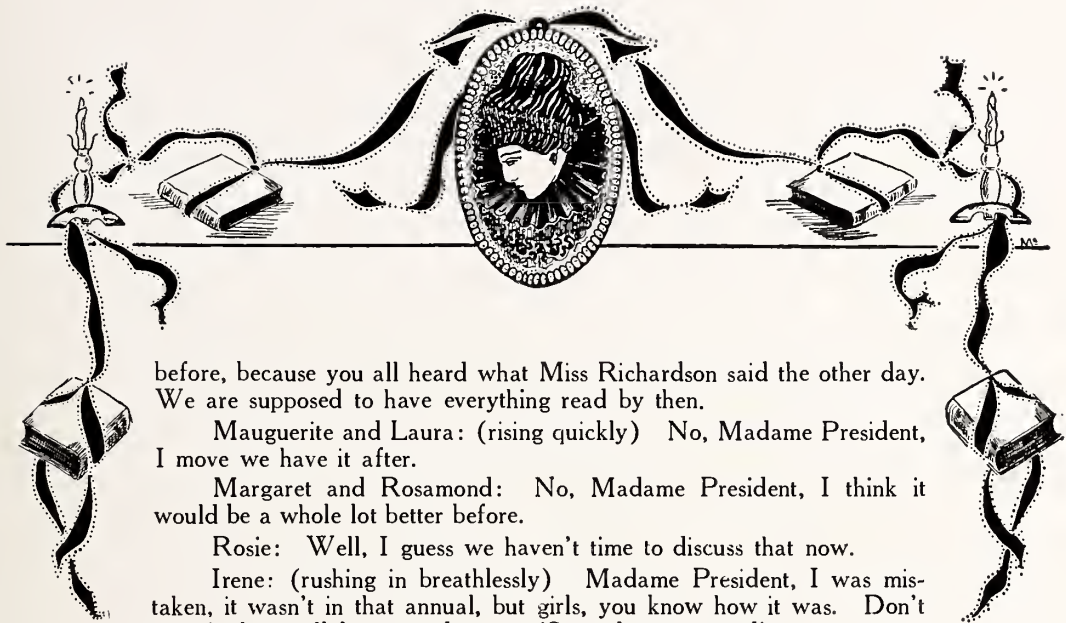 Mc
before, because you all heard what Miss Richardson said the other day.
We are supposed to have everything read by then.
Mauguerite and Laura: (rising quickly) No, Madame President,
I move we have it after.
Margaret and Rosamond: No, Madame President, I think it
would be a whole lot better before.
Rosie: Well, I guess we haven't time to discuss that now.
Irene: (rushing in breathlessly) Madame President, I was mis-
taken, it wasn't in that annual, but girls, you know how it was. Don't